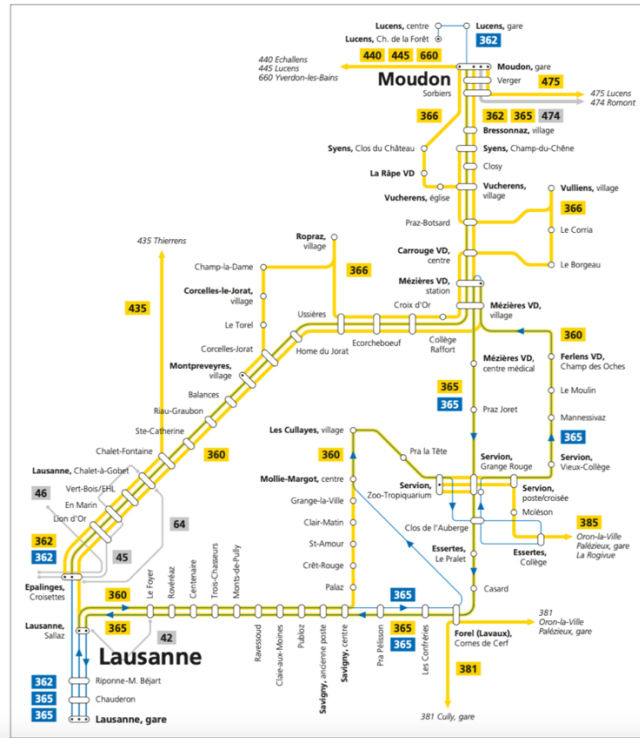 Lucens, centre
Lucens, gare
Lucens, Ch. de la Forêt
362
440 Echallens
445 Lucens
660 Yverdon-les-Bains
440 445 660
Moudon, gare
Moudon
Verger
475
Sorbiers
475 Lucens
474 Romont
366
362 365 474
Bressonnaz, village
Syens, Clos du Château
Syens, Champ-du-Chêne
Closy
La Râpe VD
Vucherens,
village
Vucherens, église
Vulliens, village
366
Praz-Botsard
Le Corria
435 Thierrens
Ropraz,
village
Carrouge VD,
centre
Le Borgeau
Champ-la-Dame
366
Mézières VD,
station
Corcelles-le-Jorat,
village
435
Croix d'Or
Mézières VD,
village
Ussières
Le Torel
360
Ecorcheboeuf
Collège
Raffort
Home du Jorat
Corcelles-Jorat
Mézières VD,
centre médical
Ferlens VD,
Champ des Oches
Montpreveyres,
village
365
365
Le Moulin
Balances
Praz Joret
Mannessivaz
Riau-Graubon
Les Cullayes, village
365
Ste-Catherine
360
Pra la Tête
Chalet-Fontaine
360
Servion,
Grange Rouge
Servion,
Vieux-Collège
Lausanne, Chalet-à-Gobet
Mollie-Margot, centre
Servion,
Zoo-Tropiquarium
Servion,
poste/croisée
46
Vert-Bois/EHL
Grange-la-Ville
Moléson
En Marin
64
Clair-Matin
Clos de l'Auberge
385
Lion d'Or
Oron-la-Ville
Palézieux, gare
La Rogivue
362
362
St-Amour
Essertes,
Le Pralet
Essertes,
Collège
45
Crêt-Rouge
Epalinges,
Croisettes
Palaz
Casard
Le Foyer
Rovéréaz
Centenaire
Trois-Chasseurs
Monts-de-Pully
360
365
381
Oron-la-Ville
Palézieux, gare
Lausanne,
Sallaz
365
42
365
365
Forel (Lavaux),
Cornes de Cerf
Ravessoud
Claie-aux-Moines
Publoz
Savigny, ancienne poste
Savigny, centre
Pra Pélisson
Les Confréries
Lausanne
381
362
Riponne-M. Béjart
365
Chauderon
365
Lausanne, gare
381 Cully, gare